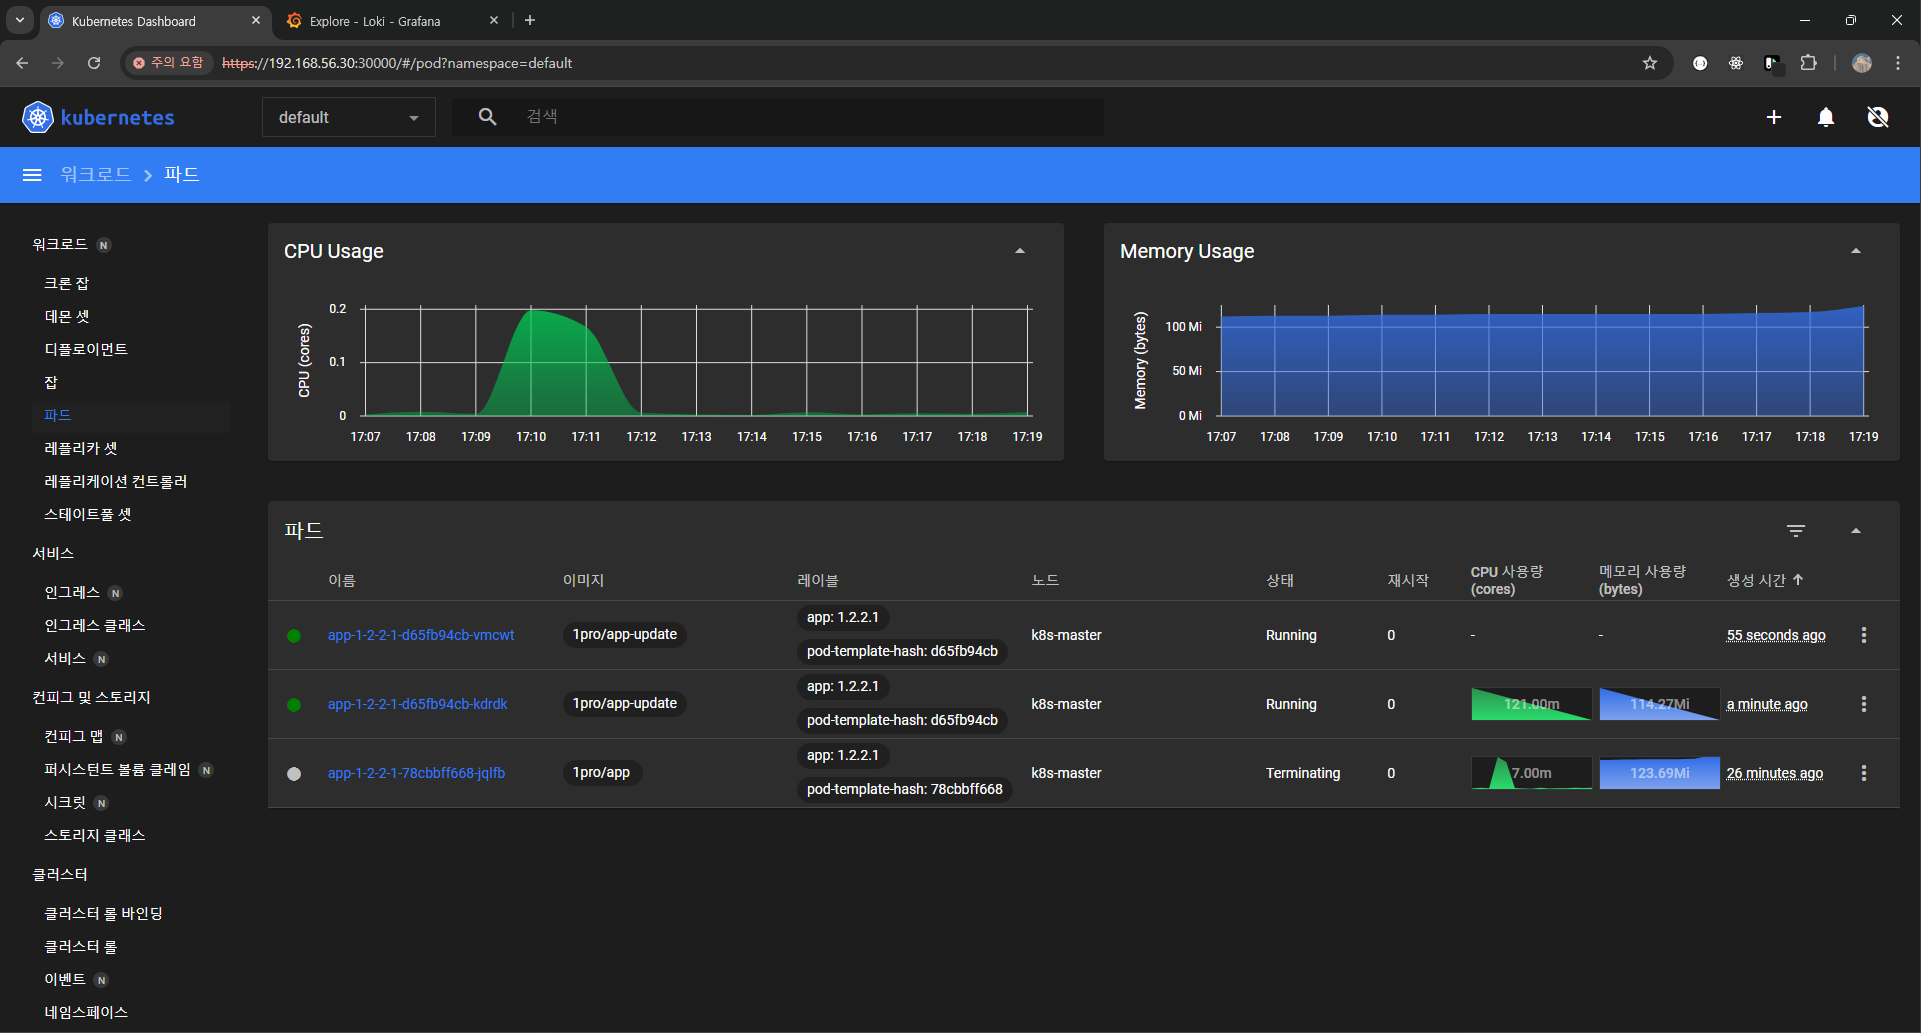 Kubernetes Dashboard
Explore - Loki - Grafana
주의 요함
https://192.168.56.30:30000/#/pod?namespace=default
kubernetes
default
검색
워크로드
파드
워크로드 N
크론 잡
데몬 셋
디플로이먼트
잡
파드
레플리카 셋
레플리케이션 컨트롤러
스테이트풀 셋
서비스
인그레스 N
인그레스 클래스
서비스 N
컨피그 및 스토리지
컨피그 맵 N
퍼시스턴트 볼륨 클레임 N
시크릿 N
스토리지 클래스
클러스터
클러스터 롤 바인딩
클러스터 롤
이벤트 N
네임스페이스
CPU Usage
CPU (cores)
0.2
0.1
0
17:07 17:08 17:09 17:10 17:11 17:12 17:13 17:14 17:15 17:16 17:17 17:18 17:19
Memory Usage
Memory (bytes)
100 Mi
50 Mi
0 Mi
17:07 17:08 17:09 17:10 17:11 17:12 17:13 17:14 17:15 17:16 17:17 17:18 17:19
파드
이름 이미지 레이블 노드 상태 재시작 CPU 사용량 (cores) 메모리 사용량 (bytes) 생성 시간
app-1-2-2-1-d65fb94cb-vmcwt 1pro/app-update app: 1.2.2.1 pod-template-hash: d65fb94cb k8s-master Running 0 - - 55 seconds ago
app-1-2-2-1-d65fb94cb-kdrdk 1pro/app-update app: 1.2.2.1 pod-template-hash: d65fb94cb k8s-master Running 0 121.00m 114.27Mi a minute ago
app-1-2-2-1-78cbbff668-jqlfb 1pro/app app: 1.2.2.1 pod-template-hash: 78cbbff668 k8s-master Terminating 0 7.00m 123.69Mi 26 minutes ago